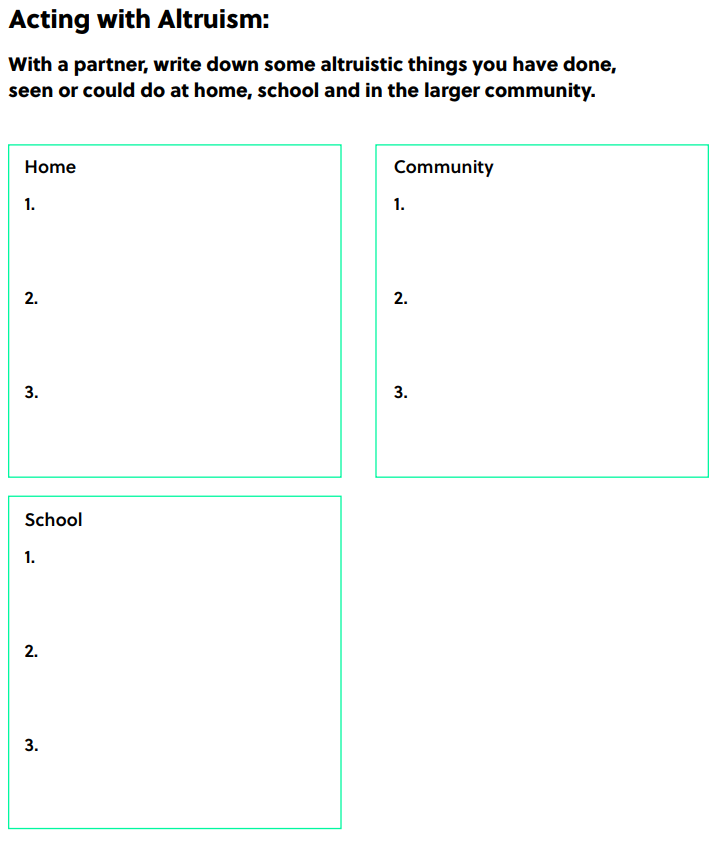 Acting with Altruism:
With a partner, write down some altruistic things you have done,
seen or could do at home, school and in the larger community.
Home
1.
2.
3.
Community
1.
2.
3.
School
1.
2.
3.